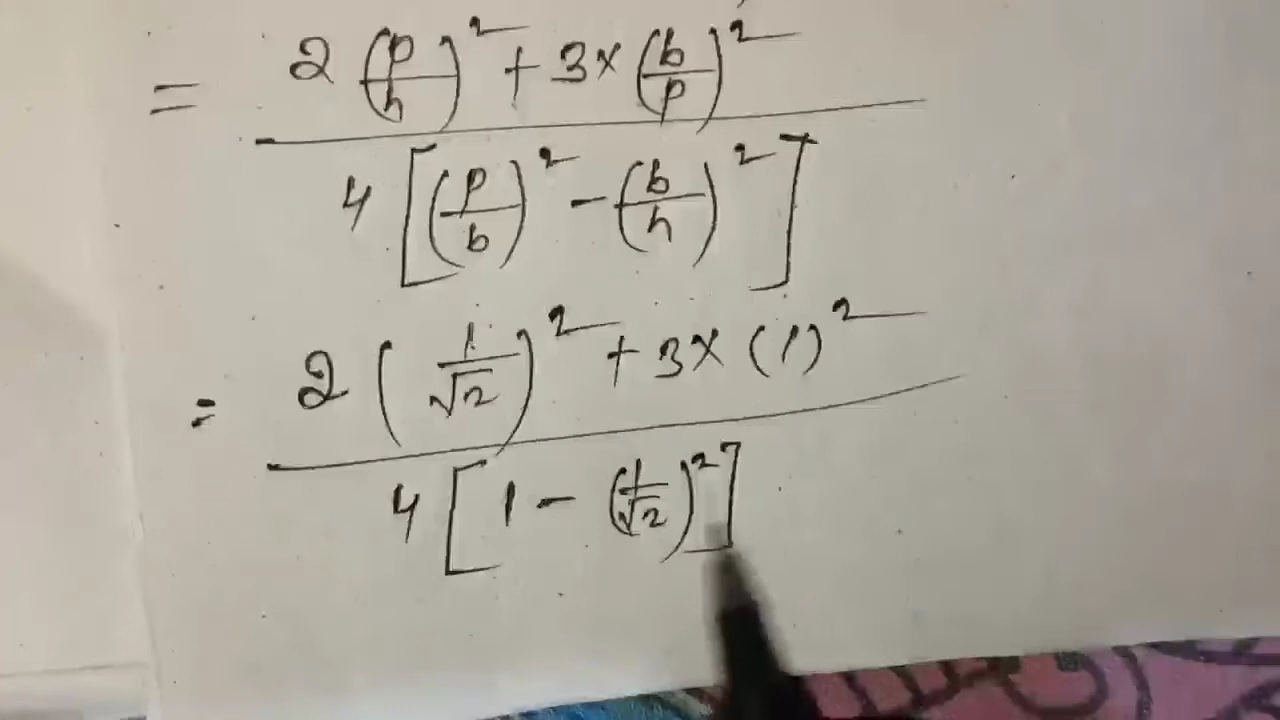 = 2 (p/h)² + 3 × (b/p)²
4 [(p/b)² - (b/h)²]
= 2 (1/√2)² + 3 × (1)²
4 [1 - (1/√2)²]